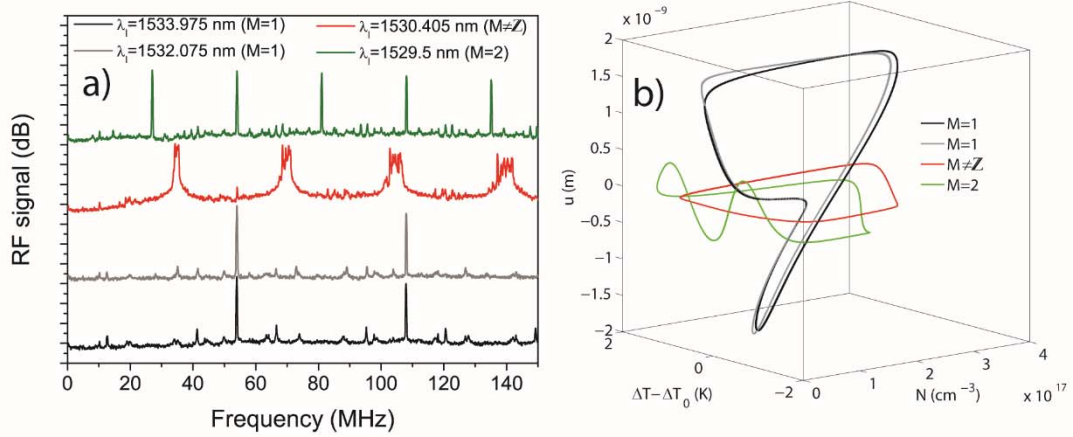 λₗ=1533.975 nm (M=1)
λₗ=1530.405 nm (M≠Z)
λₗ=1532.075 nm (M=1)
λₗ=1529.5 nm (M=2)
a)
RF signal (dB)
0 20 40 60 80 100 120 140
Frequency (MHz)
x 10⁻⁹
2
1.5
1
0.5
0
-0.5
-1
-1.5
-2
u (m)
b)
M=1
M=1
M≠Z
M=2
2
0
-2
ΔT−ΔT₀ (K)
0 1 2 3 4
N (cm⁻³)
x 10¹⁷